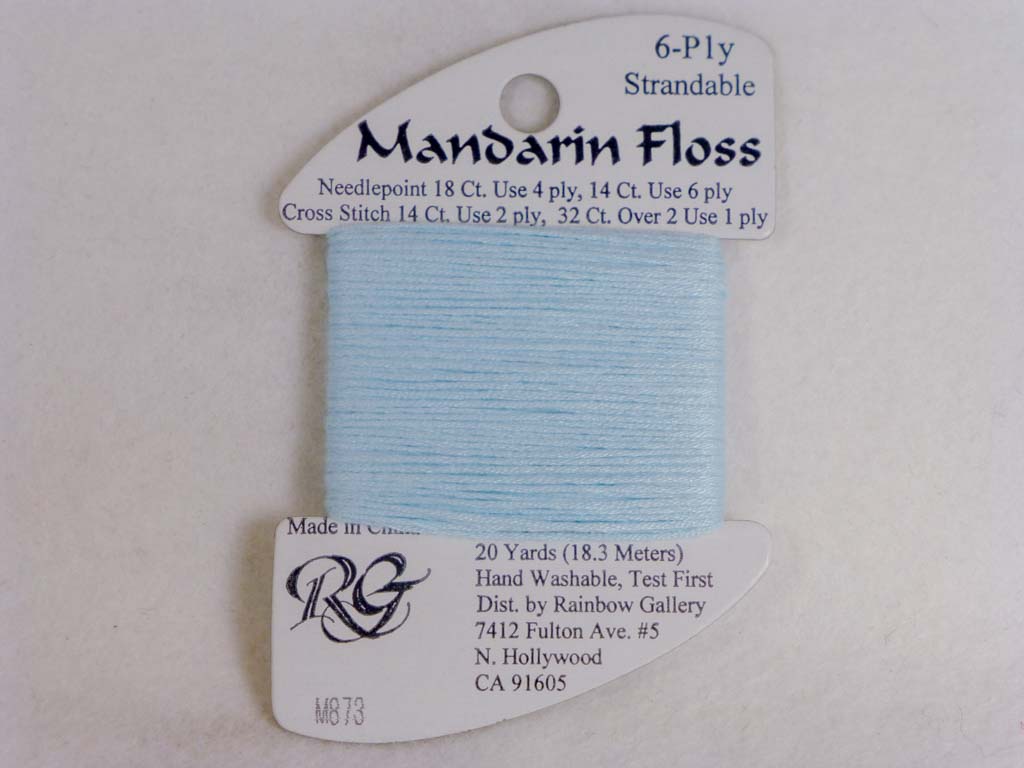 6-Ply
Strandable
Mandarin Floss
Needlepoint 18 Ct. Use 4 ply, 14 Ct. Use 6 ply
Cross Stitch 14 Ct. Use 2 ply, 32 Ct. Over 2 Use 1 ply
Made in China
RG
20 Yards (18.3 Meters)
Hand Washable, Test First
Dist. by Rainbow Gallery
7412 Fulton Ave. #5
N. Hollywood
CA 91605
M873